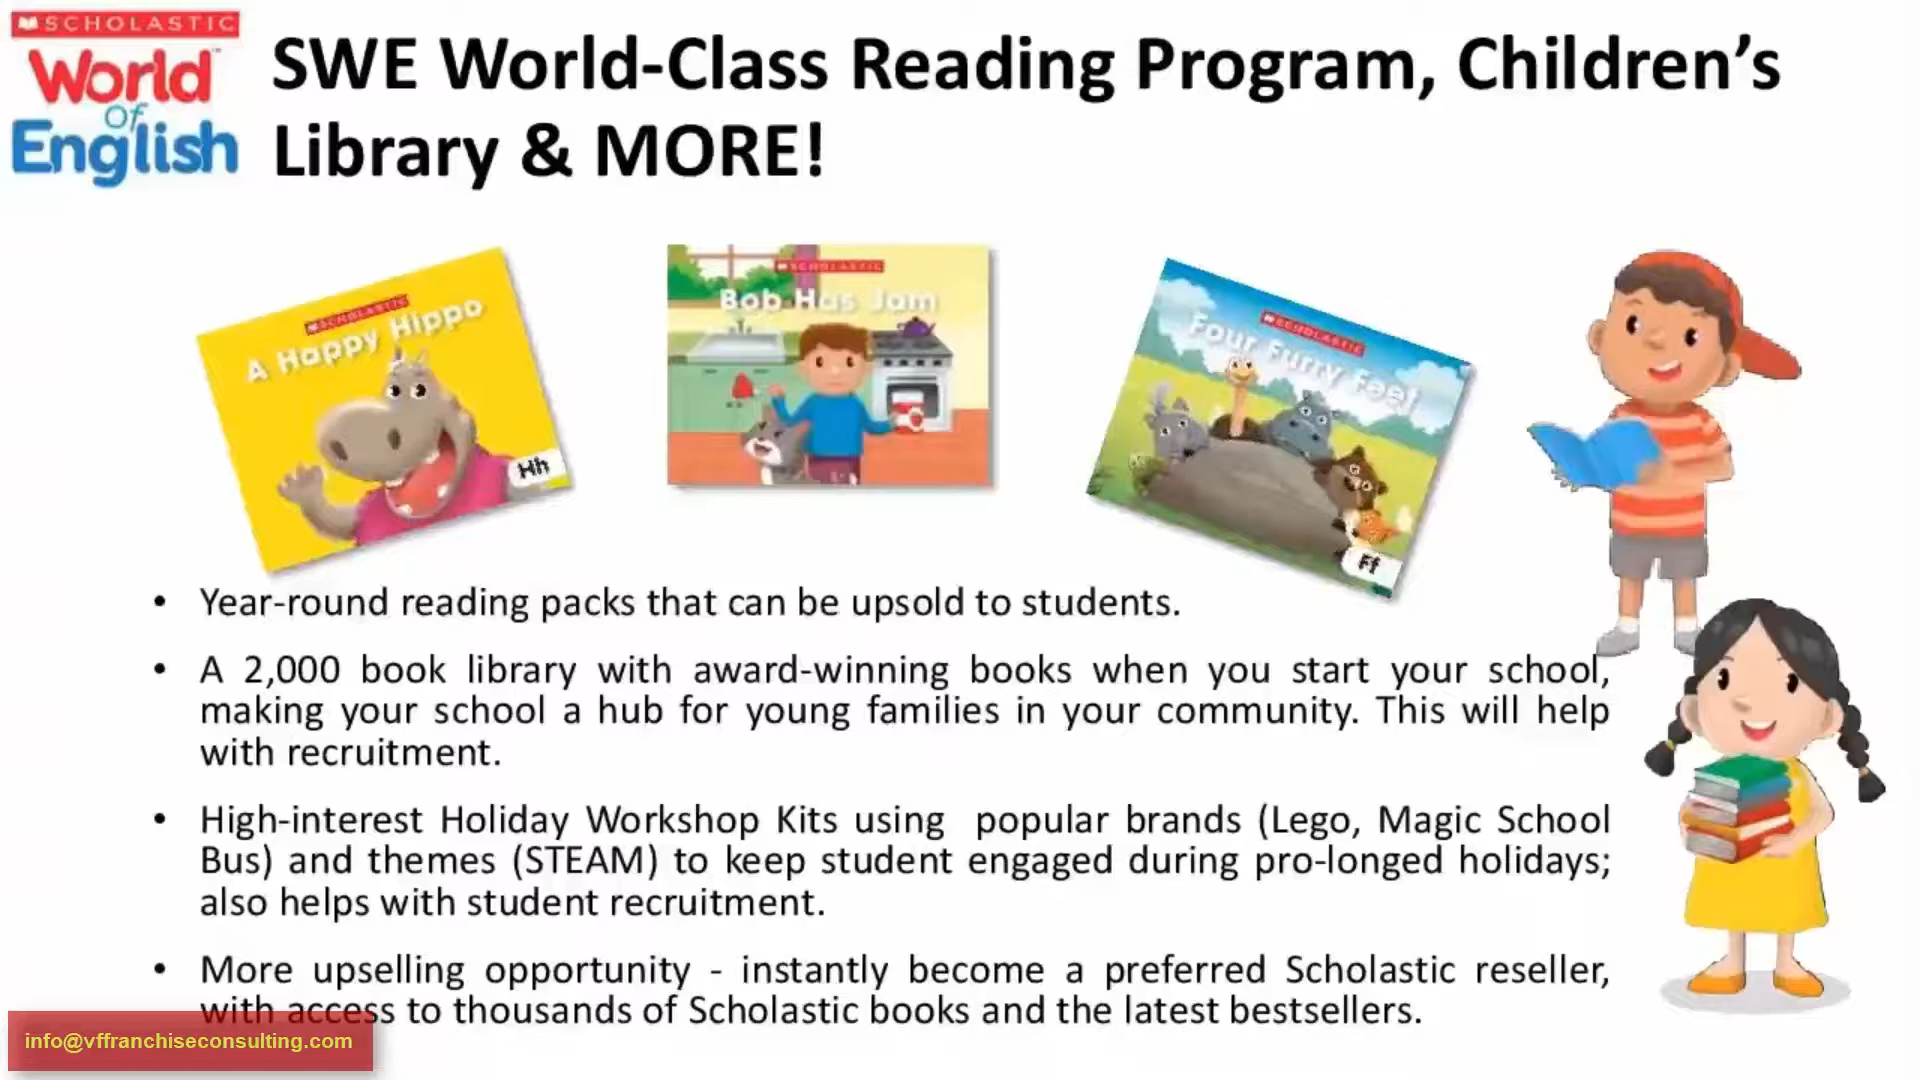 SCHOLASTIC
World
Of
English
SWE World-Class Reading Program, Children’s
Library & MORE!
SCHOLASTIC
A Happy Hippo
Hh
SCHOLASTIC
Bob Has Jam
SCHOLASTIC
Four Furry Feet
Ff
• Year-round reading packs that can be upsold to students.
• A 2,000 book library with award-winning books when you start your school,
making your school a hub for young families in your community. This will help
with recruitment.
• High-interest Holiday Workshop Kits using popular brands (Lego, Magic School
Bus) and themes (STEAM) to keep student engaged during pro-longed holidays;
also helps with student recruitment.
• More upselling opportunity - instantly become a preferred Scholastic reseller,
with access to thousands of Scholastic books and the latest bestsellers.
info@vffranchiseconsulting.com